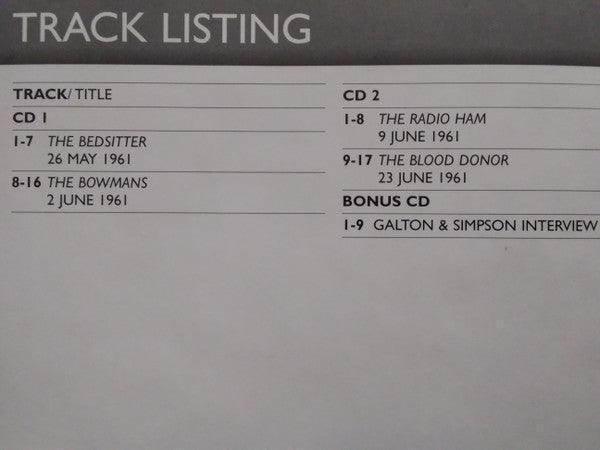 TRACK LISTING
TRACK/ TITLE
CD 1
1-7 THE BEDSITTER
26 MAY 1961
8-16 THE BOWMANS
2 JUNE 1961
CD 2
1-8 THE RADIO HAM
9 JUNE 1961
9-17 THE BLOOD DONOR
23 JUNE 1961
BONUS CD
1-9 GALTON & SIMPSON INTERVIEW